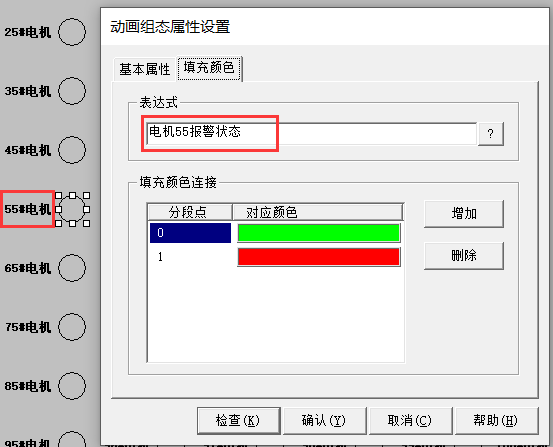 动画组态属性设置
基本属性 填充颜色
表达式
电机55报警状态 ?
填充颜色连接
分段点 对应颜色
0
1
增加
删除
检查(K) 确认(Y) 取消(C) 帮助(H)
25#电机
35#电机
45#电机
55#电机
65#电机
75#电机
85#电机
95#电机